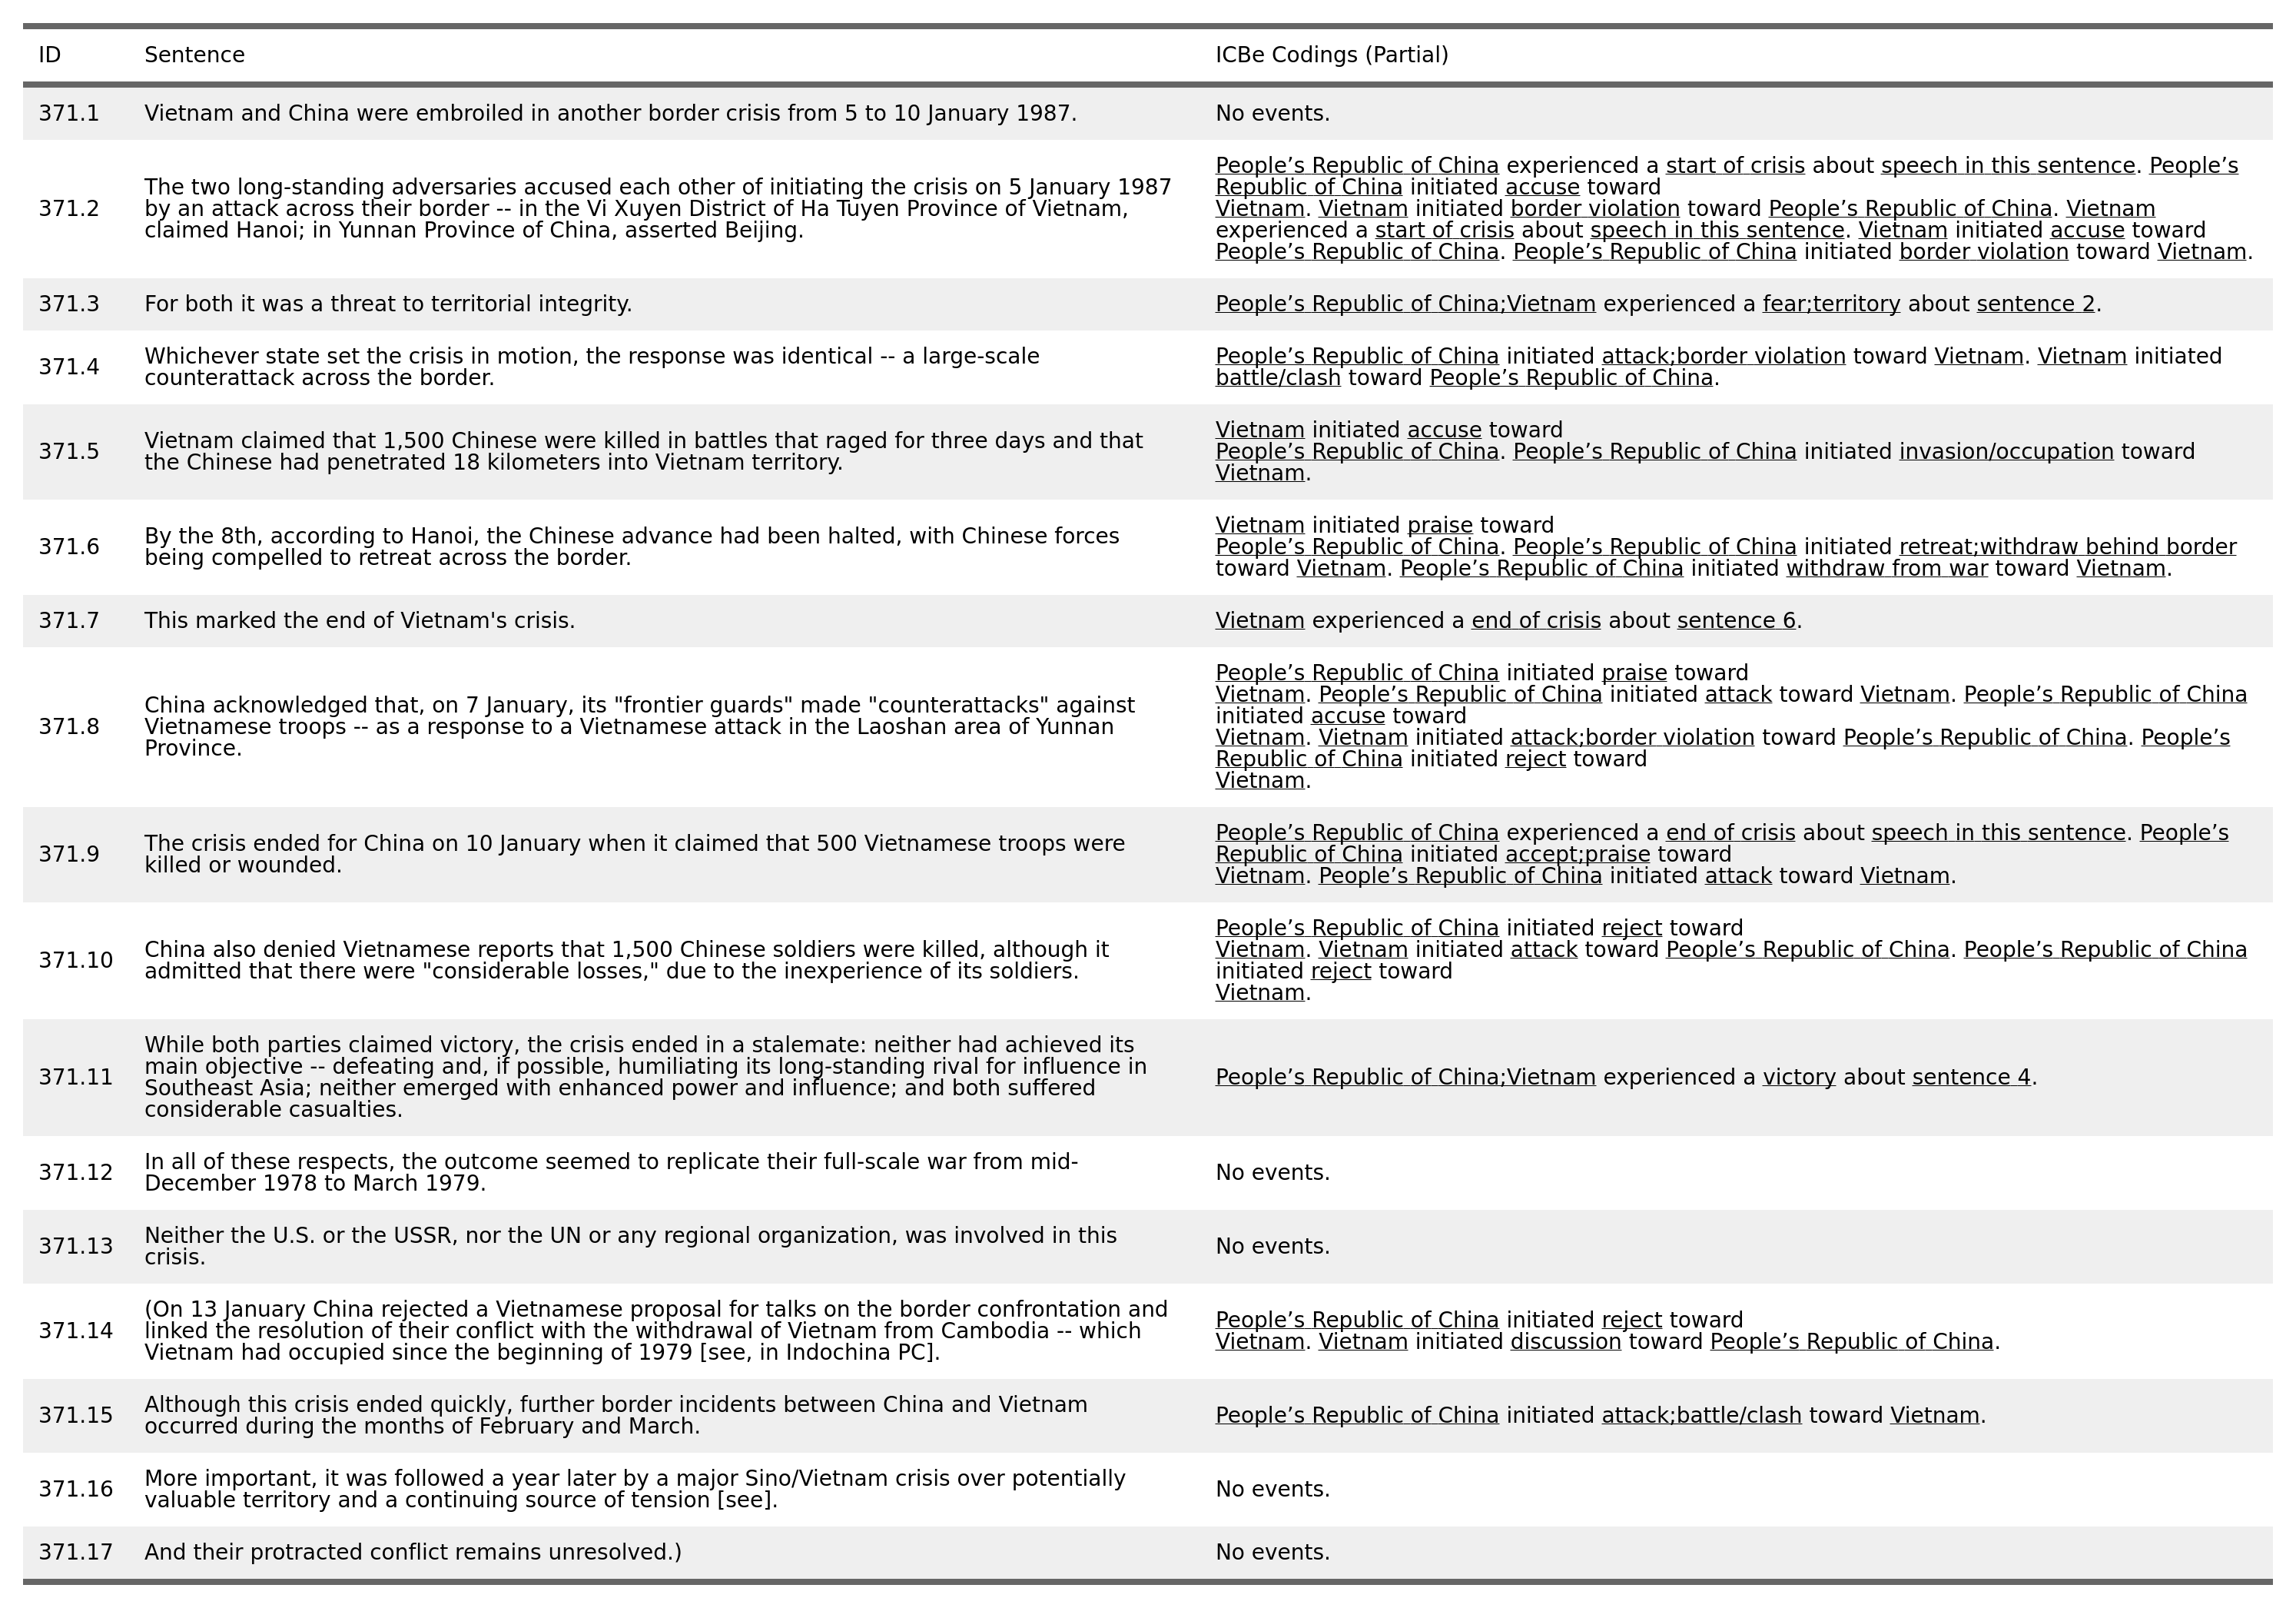 ID Sentence ICBe Codings (Partial)
371.1 Vietnam and China were embroiled in another border crisis from 5 to 10 January 1987. No events.
371.2
The two long-standing adversaries accused each other of initiating the crisis on 5 January 1987
by an attack across their border -- in the Vi Xuyen District of Ha Tuyen Province of Vietnam,
claimed Hanoi; in Yunnan Province of China, asserted Beijing.
People’s Republic of China experienced a start of crisis about speech in this sentence. People’s
Republic of China initiated accuse toward
Vietnam. Vietnam initiated border violation toward People’s Republic of China. Vietnam
experienced a start of crisis about speech in this sentence. Vietnam initiated accuse toward
People’s Republic of China. People’s Republic of China initiated border violation toward Vietnam.
371.3 For both it was a threat to territorial integrity. People’s Republic of China;Vietnam experienced a fear;territory about sentence 2.
371.4
Whichever state set the crisis in motion, the response was identical -- a large-scale
counterattack across the border.
People’s Republic of China initiated attack;border violation toward Vietnam. Vietnam initiated
battle/clash toward People’s Republic of China.
371.5
Vietnam claimed that 1,500 Chinese were killed in battles that raged for three days and that
the Chinese had penetrated 18 kilometers into Vietnam territory.
Vietnam initiated accuse toward
People’s Republic of China. People’s Republic of China initiated invasion/occupation toward
Vietnam.
371.6
By the 8th, according to Hanoi, the Chinese advance had been halted, with Chinese forces
being compelled to retreat across the border.
Vietnam initiated praise toward
People’s Republic of China. People’s Republic of China initiated retreat;withdraw behind border
toward Vietnam. People’s Republic of China initiated withdraw from war toward Vietnam.
371.7 This marked the end of Vietnam's crisis. Vietnam experienced a end of crisis about sentence 6.
371.8
China acknowledged that, on 7 January, its "frontier guards" made "counterattacks" against
Vietnamese troops -- as a response to a Vietnamese attack in the Laoshan area of Yunnan
Province.
People’s Republic of China initiated praise toward
Vietnam. People’s Republic of China initiated attack toward Vietnam. People’s Republic of China
initiated accuse toward
Vietnam. Vietnam initiated attack;border violation toward People’s Republic of China. People’s
Republic of China initiated reject toward
Vietnam.
371.9
The crisis ended for China on 10 January when it claimed that 500 Vietnamese troops were
killed or wounded.
People’s Republic of China experienced a end of crisis about speech in this sentence. People’s
Republic of China initiated accept;praise toward
Vietnam. People’s Republic of China initiated attack toward Vietnam.
371.10
China also denied Vietnamese reports that 1,500 Chinese soldiers were killed, although it
admitted that there were "considerable losses," due to the inexperience of its soldiers.
People’s Republic of China initiated reject toward
Vietnam. Vietnam initiated attack toward People’s Republic of China. People’s Republic of China
initiated reject toward
Vietnam.
371.11
While both parties claimed victory, the crisis ended in a stalemate: neither had achieved its
main objective -- defeating and, if possible, humiliating its long-standing rival for influence in
Southeast Asia; neither emerged with enhanced power and influence; and both suffered
considerable casualties.
People’s Republic of China;Vietnam experienced a victory about sentence 4.
371.12
In all of these respects, the outcome seemed to replicate their full-scale war from mid-
December 1978 to March 1979.
No events.
371.13
Neither the U.S. or the USSR, nor the UN or any regional organization, was involved in this
crisis.
No events.
371.14
(On 13 January China rejected a Vietnamese proposal for talks on the border confrontation and
linked the resolution of their conflict with the withdrawal of Vietnam from Cambodia -- which
Vietnam had occupied since the beginning of 1979 [see, in Indochina PC].
People’s Republic of China initiated reject toward
Vietnam. Vietnam initiated discussion toward People’s Republic of China.
371.15
Although this crisis ended quickly, further border incidents between China and Vietnam
occurred during the months of February and March.
People’s Republic of China initiated attack;battle/clash toward Vietnam.
371.16
More important, it was followed a year later by a major Sino/Vietnam crisis over potentially
valuable territory and a continuing source of tension [see].
No events.
371.17 And their protracted conflict remains unresolved.) No events.